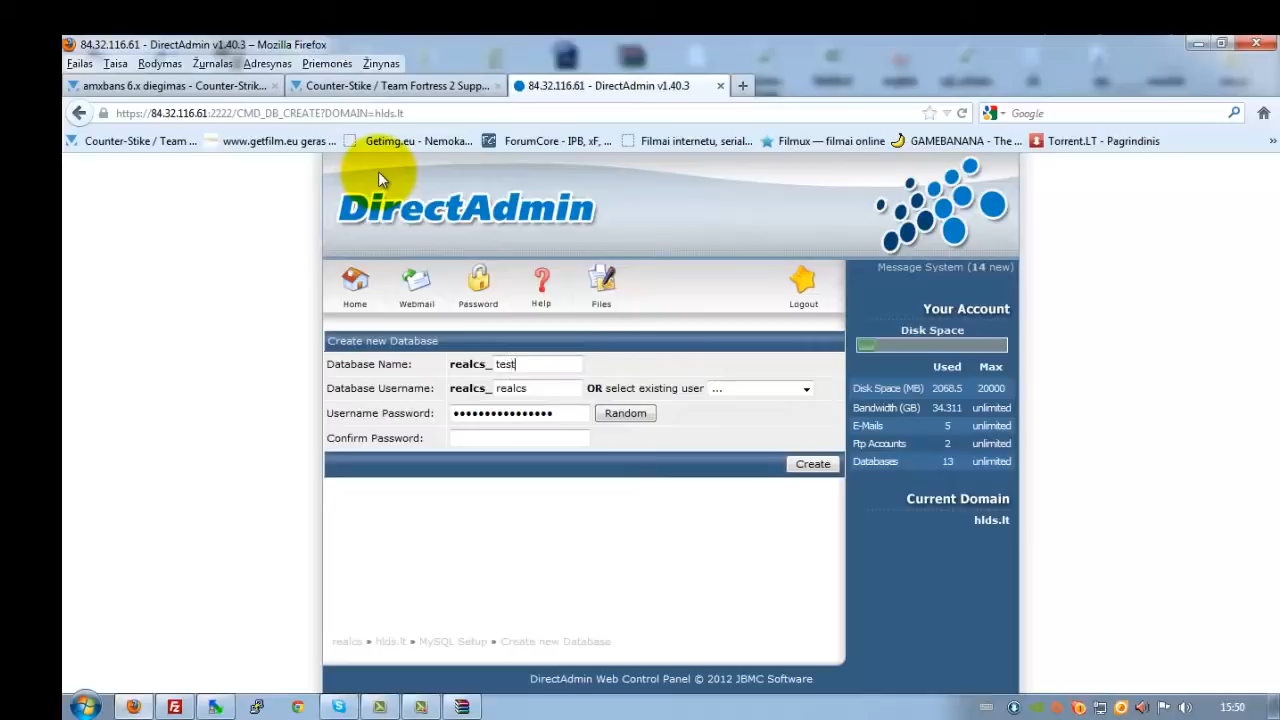 84.32.116.61 - DirectAdmin v1.40.3 – Mozilla Firefox
Failas Taisa Rodymas Žurnalas Adresynas Priemonės Žinynas
amxbans 6.x diegimas - Counter-Strik... Counter-Stike / Team Fortress 2 Supp... 84.32.116.61 - DirectAdmin v1.40.3
https://84.32.116.61:2222/CMD_DB_CREATE?DOMAIN=hlds.lt Google
Counter-Stike / Team ... www.getfilm.eu geras ... Getimg.eu - Nemoka... ForumCore - IPB, xF, ... Filmai internetu, serial... Filmux — filmai online GAMEBANANA - The ... Torrent.LT - Pagrindinis »
DirectAdmin
Message System (14 new)
Home Webmail Password Help Files Logout
Your Account
Disk Space
Used Max
Disk Space (MB) 2068.5 20000
Bandwidth (GB) 34.311 unlimited
E-Mails 5 unlimited
Ftp Accounts 2 unlimited
Databases 13 unlimited
Current Domain
hlds.lt
Create new Database
Database Name: realcs_ test
Database Username: realcs_ realcs OR select existing user ...
Username Password: •••••••••••••••• Random
Confirm Password:
Create
realcs » hlds.lt » MySQL Setup » Create new Database
DirectAdmin Web Control Panel © 2012 JBMC Software
15:50